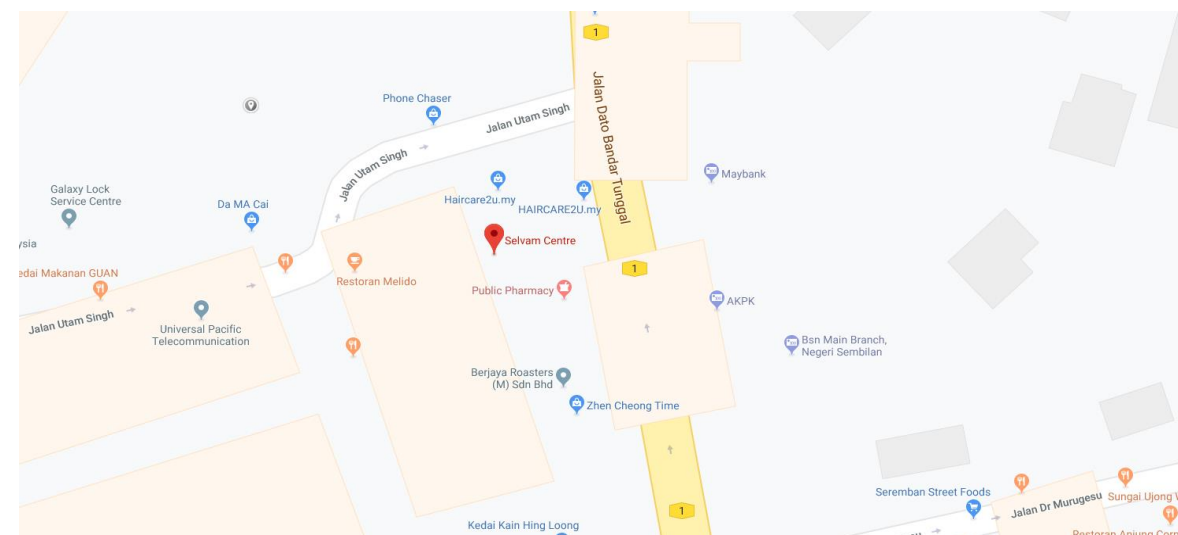 1
Jalan Dato Bandar Tunggal
Phone Chaser
Jalan Utam Singh
Jalan Utam Singh
Maybank
Galaxy Lock
Service Centre
Da MA Cai
Haircare2u.my
HAIRCARE2U.my
ysia
Selvam Centre
1
edai Makanan GUAN
Restoran Melido
Public Pharmacy
AKPK
Jalan Utam Singh
Universal Pacific
Telecommunication
Bsn Main Branch,
Negeri Sembilan
Berjaya Roasters
(M) Sdn Bhd
Zhen Cheong Time
Seremban Street Foods
Jalan Dr Murugesu
Sungai Ujong W
1
Kedai Kain Hing Loong
Restoran Anjung Corn